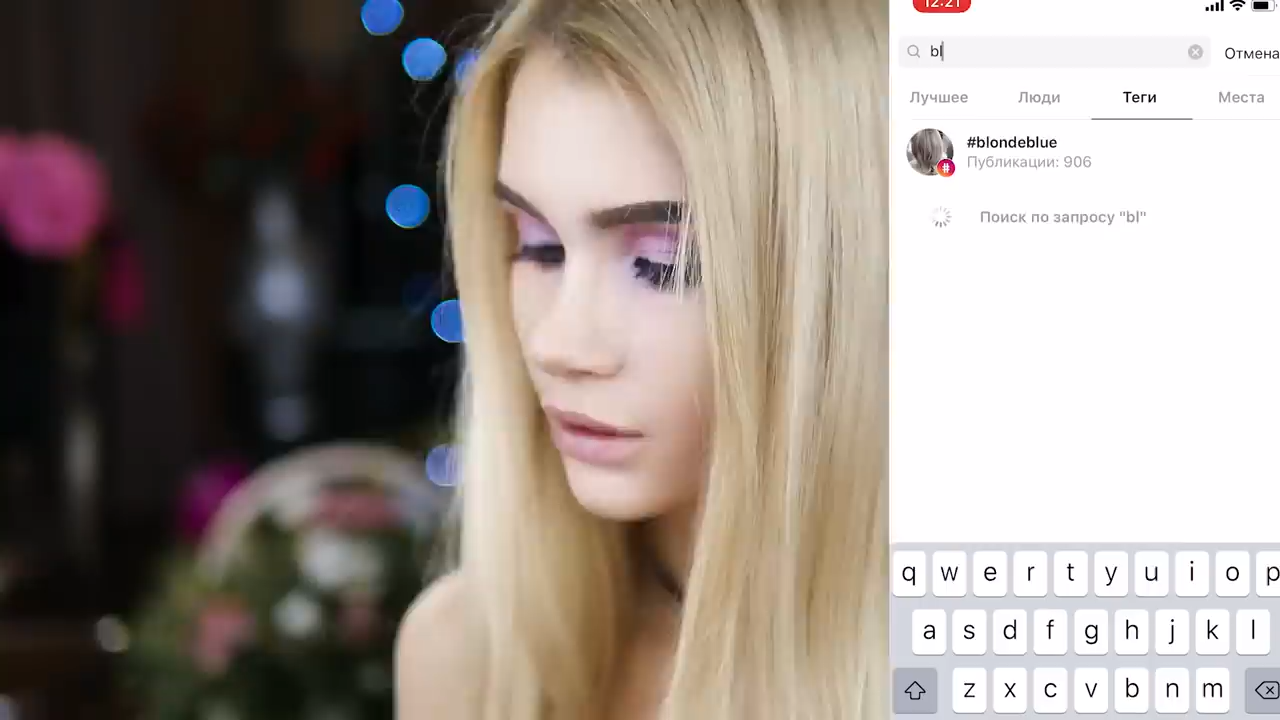 12:21
bl
Отмена
Лучшее Люди Теги Места
#blondeblue
Публикации: 906
#
Поиск по запросу "bl"
q w e r t y u i o p
a s d f g h j k l
z x c v b n m